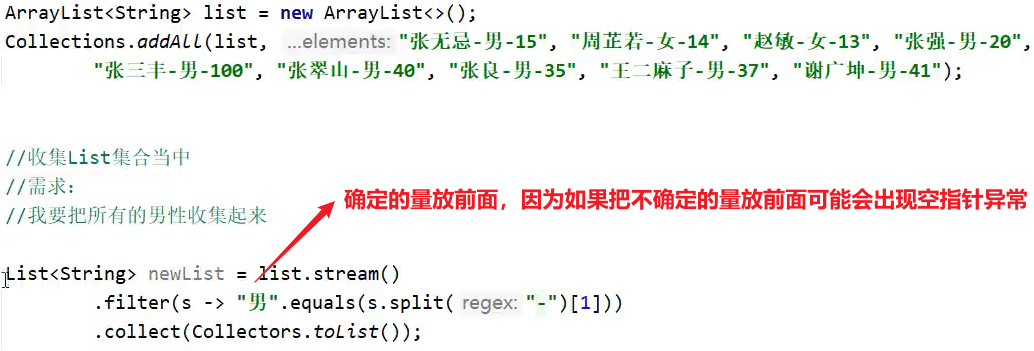 ArrayList<String> list = new ArrayList<>();
Collections.addAll(list, ...elements: "张无忌-男-15", "周芷若-女-14", "赵敏-女-13", "张强-男-20",
"张三丰-男-100", "张翠山-男-40", "张良-男-35", "王二麻子-男-37", "谢广坤-男-41");
//收集List集合当中
//需求:
//我要把所有的男性收集起来
确定的量放前面，因为如果把不确定的量放前面可能会出现空指针异常
List<String> newList = list.stream()
.filter(s -> "男".equals(s.split( regex: "-")[1]))
.collect(Collectors.toList());